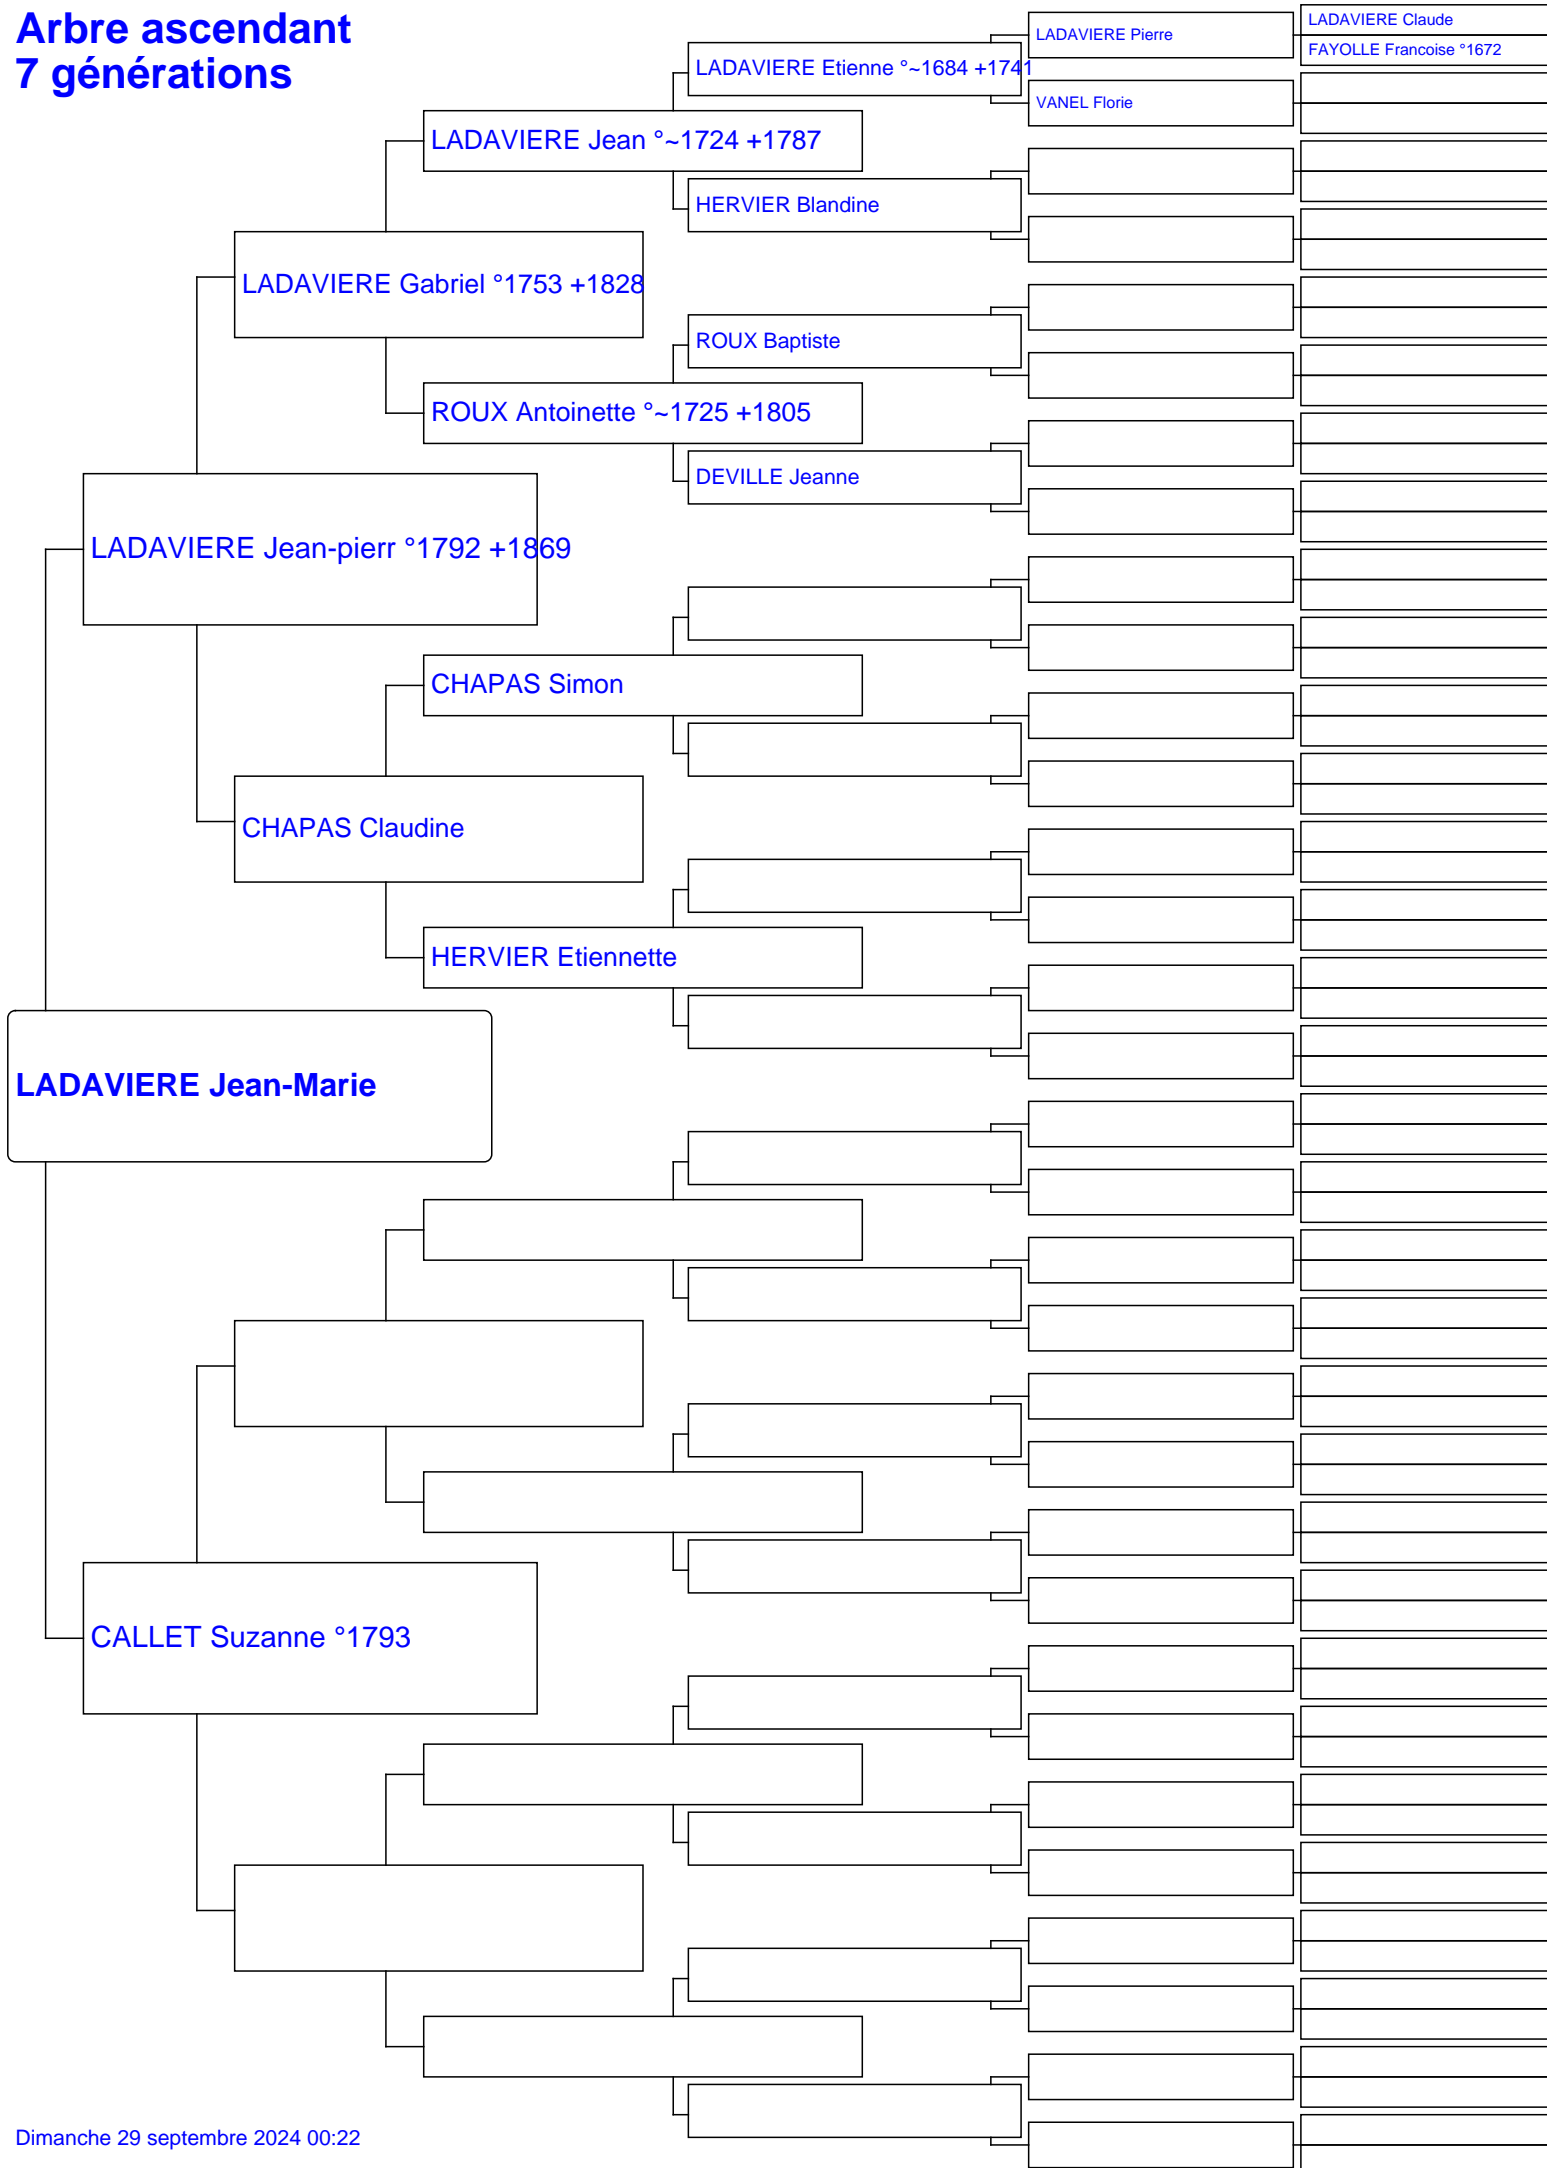 Arbre ascendant
7 générations
LADAVIERE Claude
LADAVIERE Pierre
FAYOLLE Francoise °1672
LADAVIERE Etienne °~1684 +1741
VANEL Florie
LADAVIERE Jean °~1724 +1787
HERVIER Blandine
LADAVIERE Gabriel °1753 +1828
ROUX Baptiste
ROUX Antoinette °~1725 +1805
DEVILLE Jeanne
LADAVIERE Jean-pierr °1792 +1869
CHAPAS Simon
CHAPAS Claudine
HERVIER Etiennette
LADAVIERE Jean-Marie
CALLET Suzanne °1793
Dimanche 29 septembre 2024 00:22